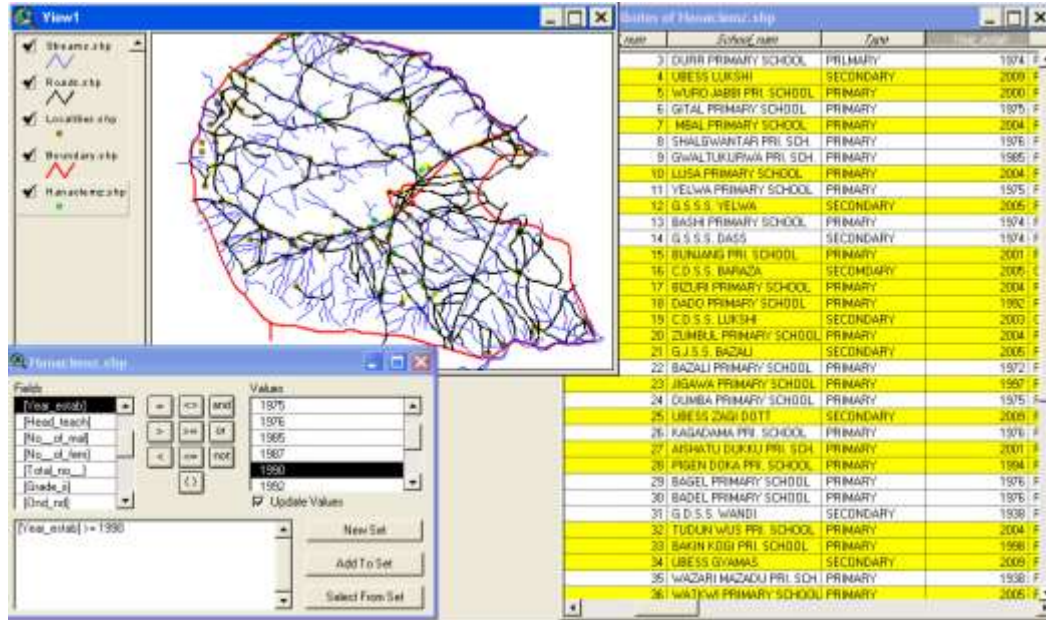 View1
Streams.shp
Roads.shp
Localities.shp
Boundary.shp
Attributes of
School_nam Type
3 DURR PRIMARY SCHOOL PRLMARY 1974 F
4 UBESS LUKSHI SECONDARY 2009 F
5 WURO JABBI PRI. SCHOOL PRIMARY 2000 F
6 GITAL PRIMARY SCHOOL PRIMARY 1975 F
7 MBAL PRIMARY SCHOOL PRIMARY 2004 F
8 SHALGWANTAR PRI. SCH. PRIMARY 1976 F
9 GWALTUKURWA PRI. SCH. PRIMARY 1985 F
10 LUSA PRIMARY SCHOOL PRIMARY 2004 F
11 YELWA PRIMARY SCHOOL PRIMARY 1975 F
12 G.S.S.S. YELWA SECONDARY 2005 F
13 BASHI PRIMARY SCHOOL PRIMARY 1974 F
14 G.S.S.S. DASS SECONDARY 1974 F
15 BUNJANG PRI. SCHOOL PRIMARY 2001 F
16 C.D.S.S. BARAZA SECOMDARY 2005 C
17 BIZURI PRIMARY SCHOOL PRIMARY 2004 F
18 DADO PRIMARY SCHOOL PRIMARY 1992 F
19 C.D.S.S. LUKSHI SECONDARY 2003 C
20 ZUMBUL PRIMARY SCHOOL PRIMARY 2004 F
21 G.J.S.S. BAZALI SECONDARY 2005 F
22 BAZALI PRIMARY SCHOOL PRIMARY 1972 F
23 JIGAWA PRIMARY SCHOOL PRIMARY 1997 F
24 DUMBA PRIMARY SCHOOL PRIMARY 1975 F
25 UBESS ZAGI DOTT SECONDARY 2009 F
26 KAGADAMA PRI. SCHOOL PRIMARY 1976 F
27 AISHATU DUKKU PRI. SCH. PRIMARY 2001 F
28 PIGEN DOKA PRI. SCHOOL PRIMARY 1994 F
29 BAGEL PRIMARY SCHOOL PRIMARY 1976 F
30 BADEL PRIMARY SCHOOL PRIMARY 1976 F
31 G.D.S.S. WANDI SECONDARY 1938 F
32 TUDUN WUS PRI. SCHOOL PRIMARY 2004 F
33 BAKIN KOGI PRI. SCHOOL PRIMARY 1998 F
34 UBESS GYAMAS SECONDARY 2009 F
35 WAZARI MAZADU PRI. SCH. PRIMARY 1938 F
36 WATKWI PRIMARY SCHOOL PRIMARY 2005 F
Fields
[Year_estab]
[Head_teach]
[No__of_mal]
[No__of_fem]
[Total_no__]
[Grade_s]
[Ond_nd]
= <> and
> >= or
< <= not
( )
Values
1975
1976
1985
1987
1990
1992
Update Values
[Year_estab] >= 1990
New Set
Add To Set
Select From Set